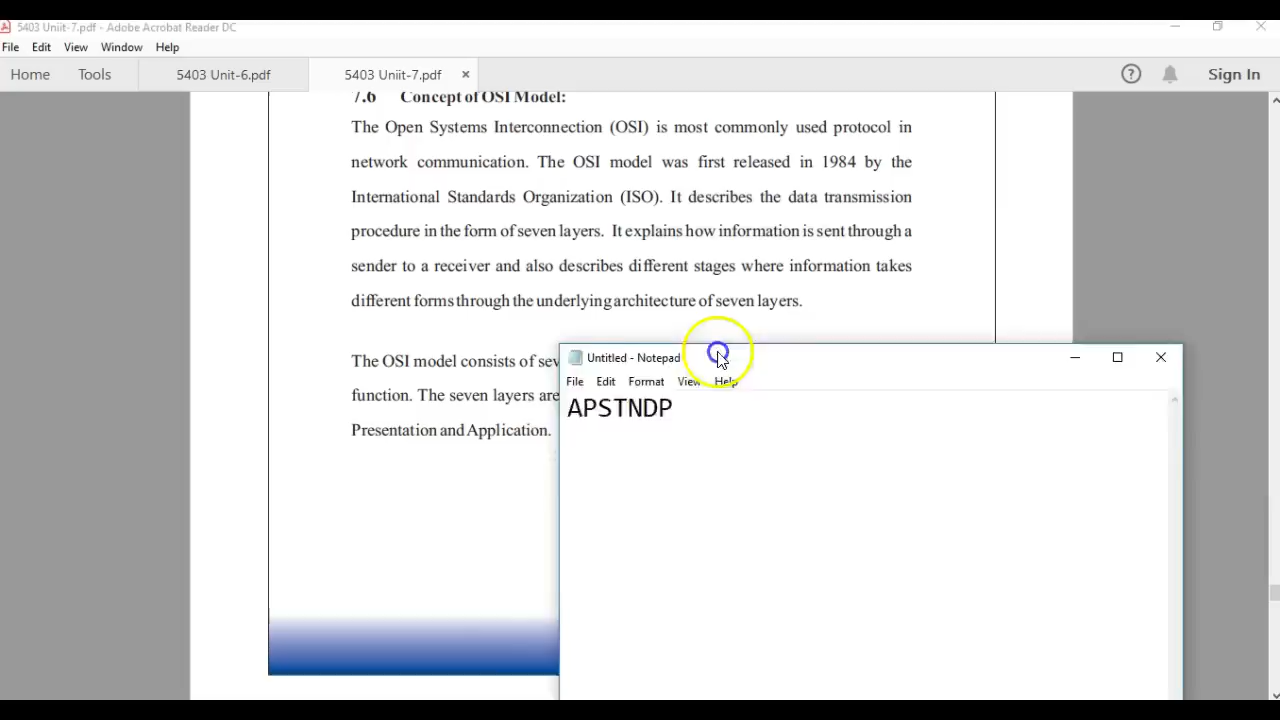 5403 Uniit-7.pdf - Adobe Acrobat Reader DC
File Edit View Window Help
Home Tools 5403 Unit-6.pdf 5403 Uniit-7.pdf × ? Sign In
7.6 Concept of OSI Model:
The Open Systems Interconnection (OSI) is most commonly used protocol in
network communication. The OSI model was first released in 1984 by the
International Standards Organization (ISO). It describes the data transmission
procedure in the form of seven layers. It explains how information is sent through a
sender to a receiver and also describes different stages where information takes
different forms through the underlying architecture of seven layers.
The OSI model consists of sev
function. The seven layers are
Presentation and Application.
Untitled - Notepad
File Edit Format View Help
APSTNDP